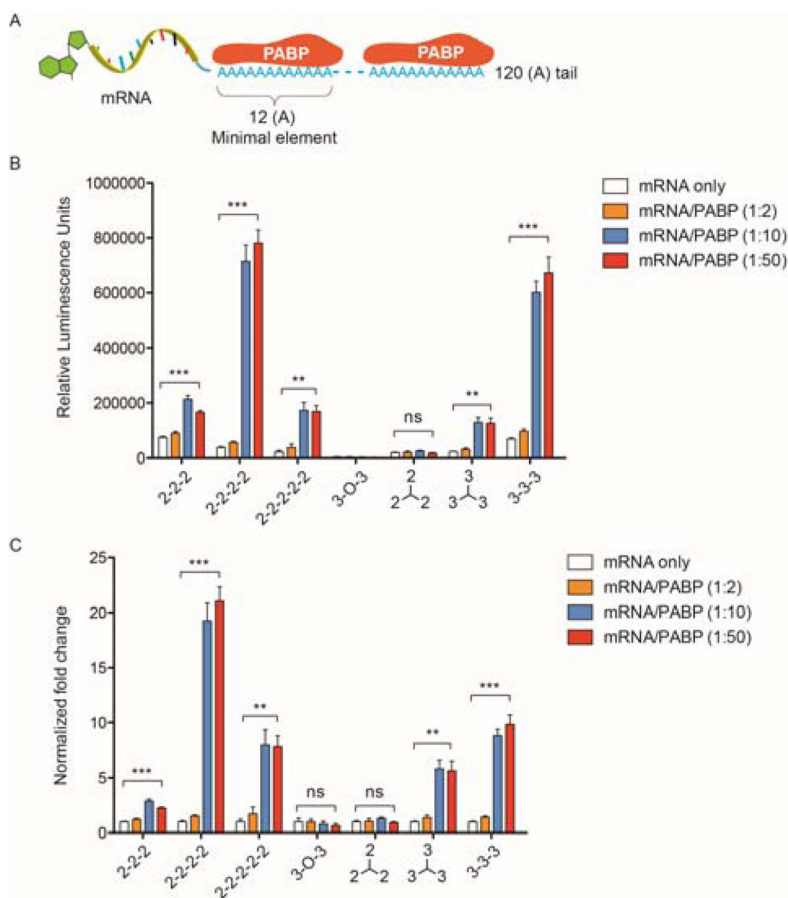 A
PABP PABP
AAAAAAAAAAAA AAAAAAAAAAAA 120 (A) tail
mRNA
12 (A)
Minimal element
B
Relative Luminescence Units
1000000
800000
600000
400000
200000
0
***
***
**
ns
**
***
mRNA only
mRNA/PABP (1:2)
mRNA/PABP (1:10)
mRNA/PABP (1:50)
2-2-2
2-2-2-2
2-2-2-2-2
3-O-3
2
2 2
3
3 3
3-3-3
C
Normalized fold change
25
20
15
10
5
0
***
***
**
ns
ns
**
***
mRNA only
mRNA/PABP (1:2)
mRNA/PABP (1:10)
mRNA/PABP (1:50)
2-2-2
2-2-2-2
2-2-2-2-2
3-O-3
2
2 2
3
3 3
3-3-3